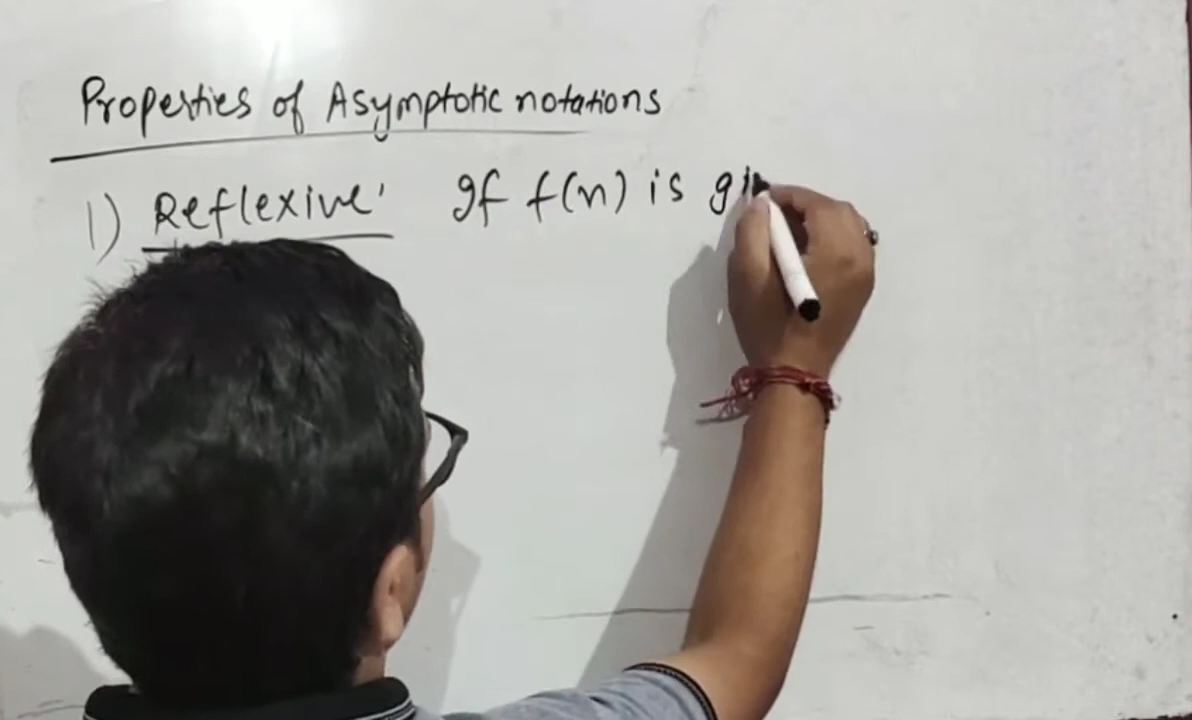 Properties of Asymptotic notations
1) Reflexive' If f(n) is